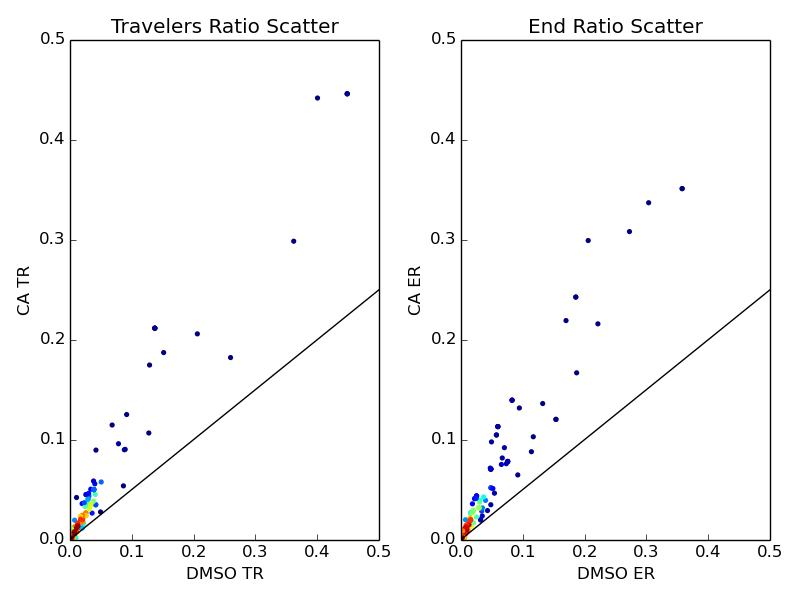 Travelers Ratio Scatter
0.5
0.4
0.3
0.2
0.1
0.0
CA TR
0.0 0.1 0.2 0.3 0.4 0.5
DMSO TR
End Ratio Scatter
0.5
0.4
0.3
0.2
0.1
0.0
CA ER
0.0 0.1 0.2 0.3 0.4 0.5
DMSO ER